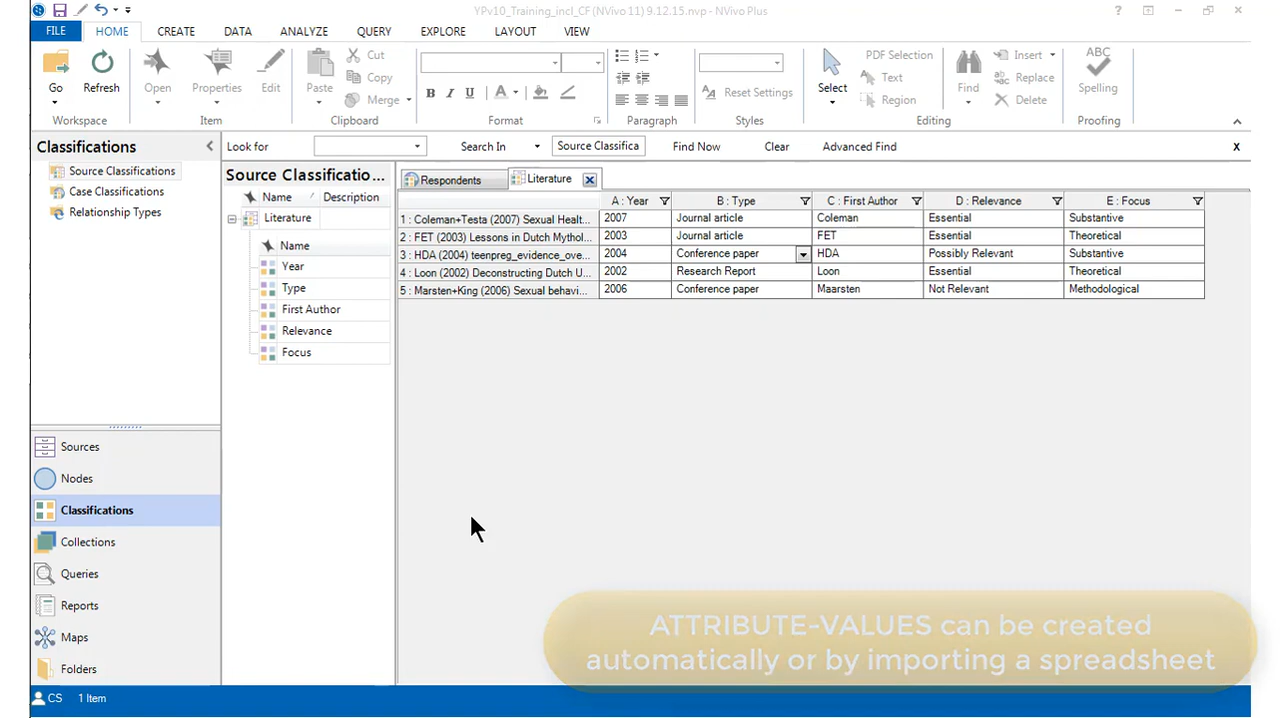 YPv10_Training_incl_CF (NVivo 11) 9.12.15.nvp - NVivo Plus
FILE HOME CREATE DATA ANALYZE QUERY EXPLORE LAYOUT VIEW
Go Refresh Open Properties Edit Paste Cut Copy Merge
B I U A
Reset Settings
Select PDF Selection Text Region
Find Insert Replace Delete
ABC Spelling
Workspace Item Clipboard Format Paragraph Styles Editing Proofing
Classifications
Source Classifications
Case Classifications
Relationship Types
Sources
Nodes
Classifications
Collections
Queries
Reports
Maps
Folders
Look for Search In Source Classifica Find Now Clear Advanced Find X
Source Classificatio...
Name Description
Literature
Name
Year
Type
First Author
Relevance
Focus
Respondents Literature
A : Year B : Type C : First Author D : Relevance E : Focus
1 : Coleman+Testa (2007) Sexual Healt... 2007 Journal article Coleman Essential Substantive
2 : FET (2003) Lessons in Dutch Mythol... 2003 Journal article FET Essential Theoretical
3 : HDA (2004) teenpreg_evidence_ove... 2004 Conference paper HDA Possibly Relevant Substantive
4 : Loon (2002) Deconstructing Dutch U... 2002 Research Report Loon Essential Theoretical
5 : Marsten+King (2006) Sexual behavi... 2006 Conference paper Maarsten Not Relevant Methodological
ATTRIBUTE-VALUES can be created
automatically or by importing a spreadsheet
CS 1 Item